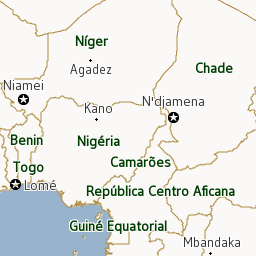 Níger
Agadez
Chade
Niamei
Kano
N'djamena
Benin
Nigéria
Togo
Camarões
Lomé
República Centro Aficana
Guiné Equatorial
Mbandaka